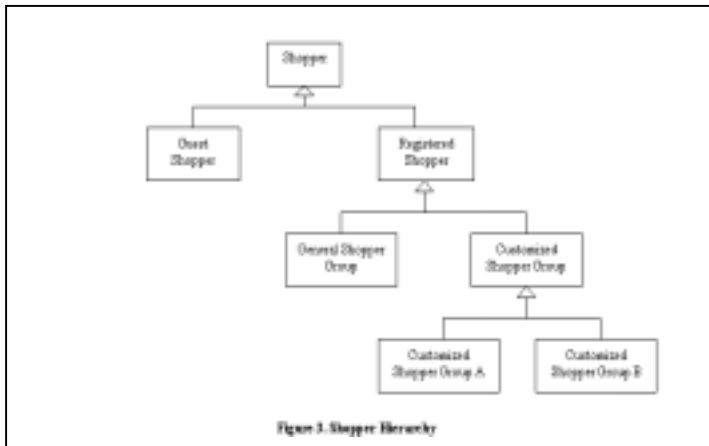 Shopper
Guest
Shopper
Registered
Shopper
General Shopper
Group
Customized
Shopper Group
Customized
Shopper Group A
Customized
Shopper Group B
Figure 3. Shopper Hierarchy